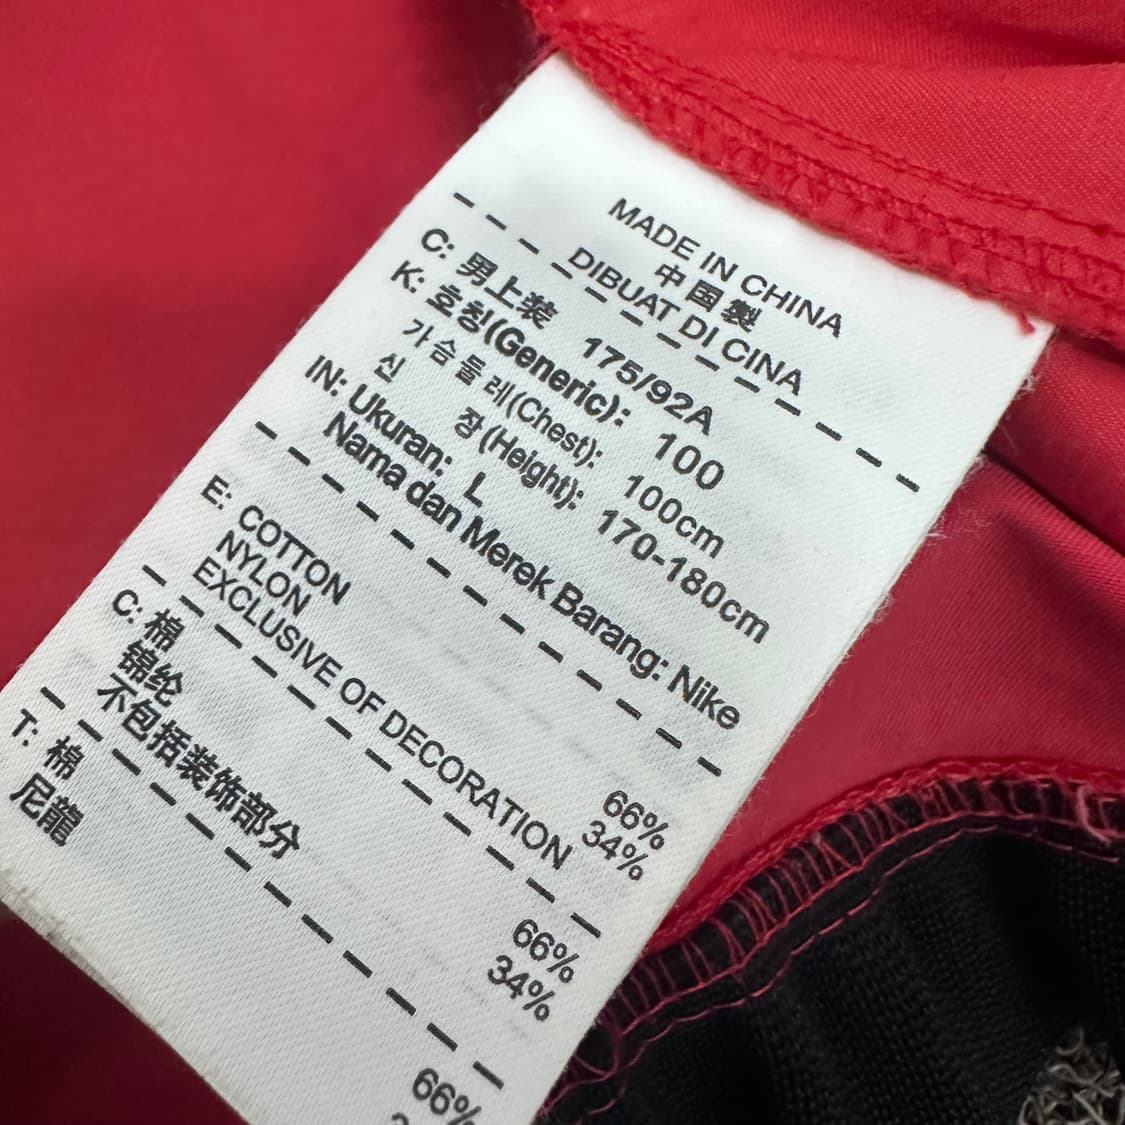 MADE IN CHINA
中國製
DIBUAT DI CINA
C: 男上装 175/92A
K: 호칭(Generic): 100
가슴둘레(Chest): 100cm
신 장(Height): 170-180cm
IN: Ukuran: L
Nama dan Merek Barang: Nike
E: COTTON 66%
NYLON 34%
EXCLUSIVE OF DECORATION
C: 棉 66%
锦纶 34%
不包括装饰部分
T: 棉 66%
尼龍